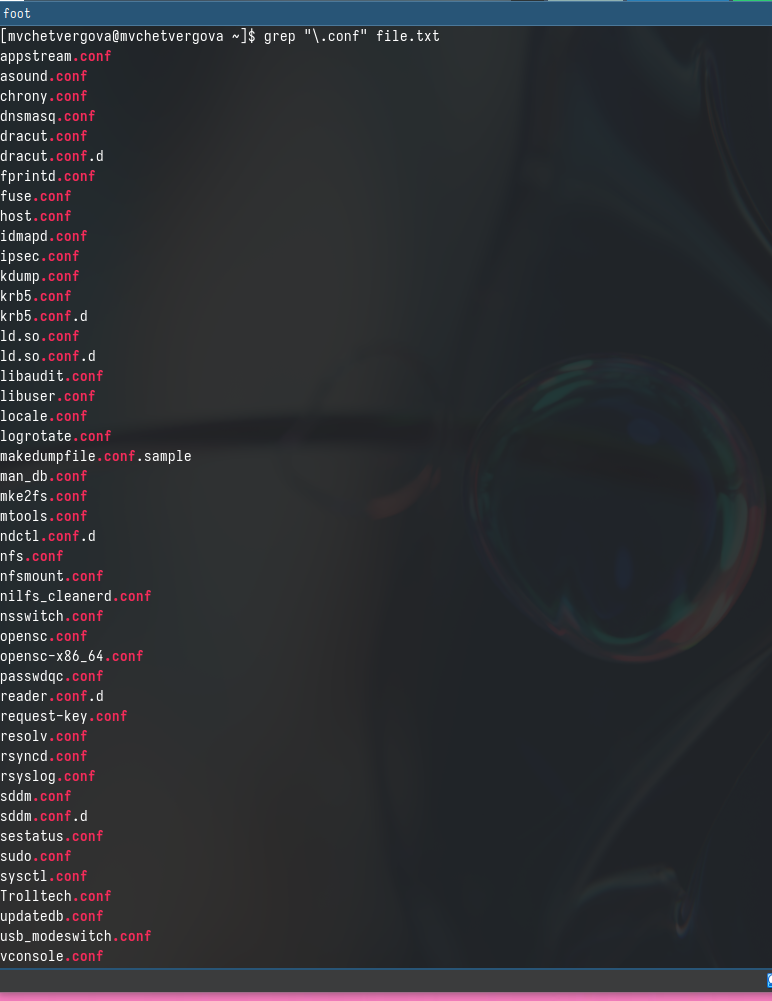 foot
[mvchetvergova@mvchetvergova ~]$ grep "\.conf" file.txt
appstream.conf
asound.conf
chrony.conf
dnsmasq.conf
dracut.conf
dracut.conf.d
fprintd.conf
fuse.conf
host.conf
idmapd.conf
ipsec.conf
kdump.conf
krb5.conf
krb5.conf.d
ld.so.conf
ld.so.conf.d
libaudit.conf
libuser.conf
locale.conf
logrotate.conf
makedumpfile.conf.sample
man_db.conf
mke2fs.conf
mtools.conf
ndctl.conf.d
nfs.conf
nfsmount.conf
nilfs_cleanerd.conf
nsswitch.conf
opensc.conf
opensc-x86_64.conf
passwdqc.conf
reader.conf.d
request-key.conf
resolv.conf
rsyncd.conf
rsyslog.conf
sddm.conf
sddm.conf.d
sestatus.conf
sudo.conf
sysctl.conf
Trolltech.conf
updatedb.conf
usb_modeswitch.conf
vconsole.conf